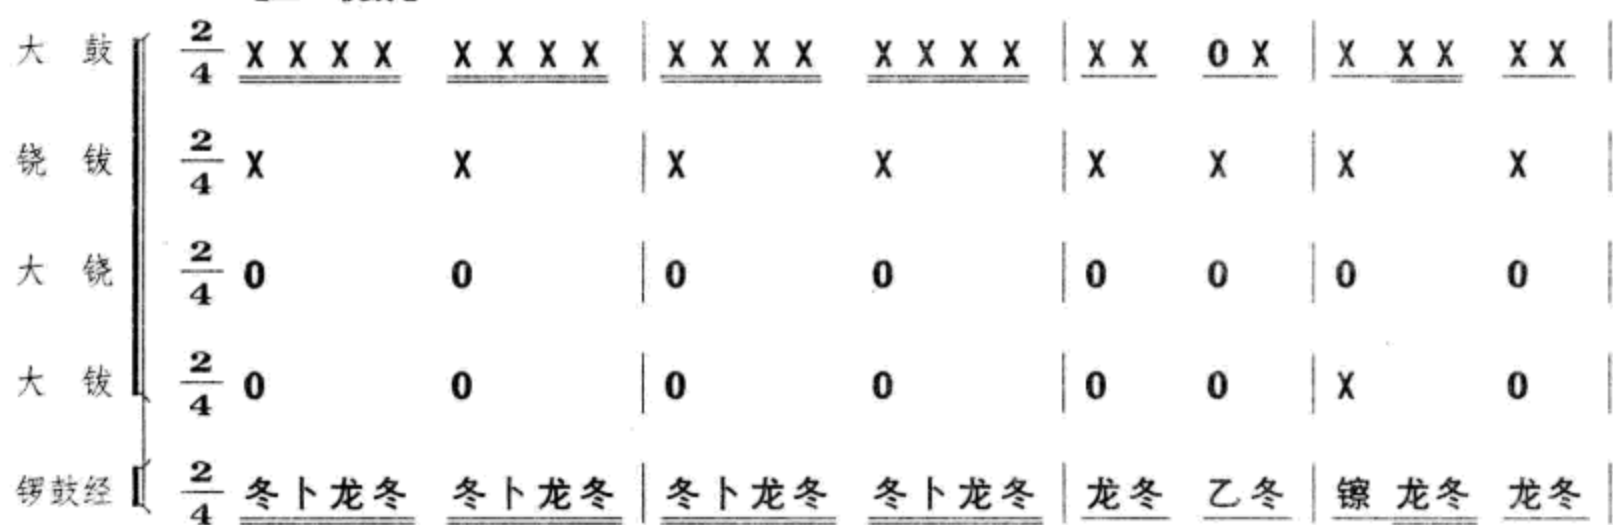 大 鼓 2/4 X X X X X X X X | X X X X X X X X | X X 0 X | X X X X X |
铙 钹 2/4 X X | X X | X X | X X |
大 铙 2/4 0 0 | 0 0 | 0 0 | 0 0 |
大 钹 2/4 0 0 | 0 0 | 0 0 | X 0 |
锣鼓经 2/4 冬卜龙冬 冬卜龙冬 | 冬卜龙冬 冬卜龙冬 | 龙冬 乙冬 | 镲 龙冬 龙冬 |